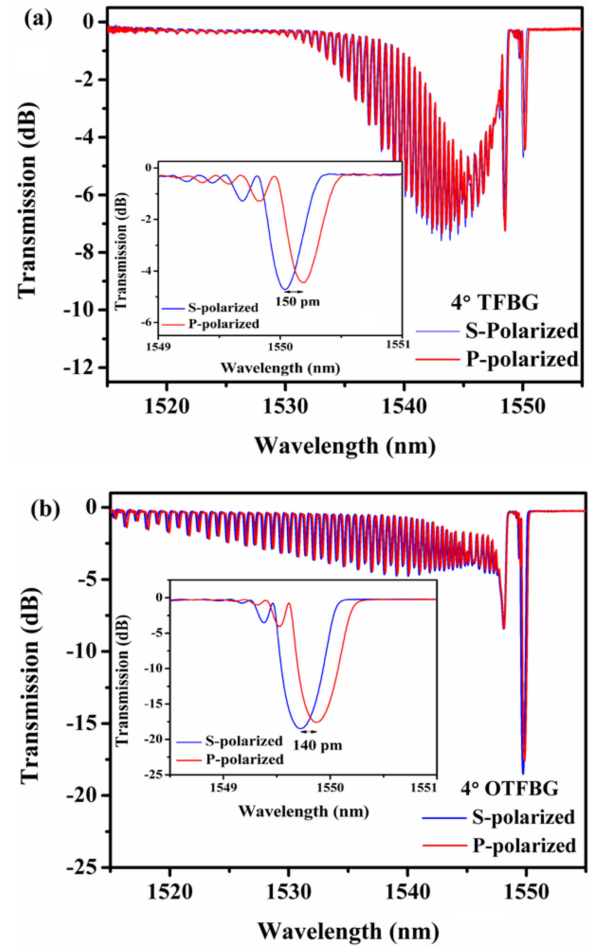 (a)
0
-2
-4
-6
-8
-10
-12
Transmission (dB)
1520
1530
1540
1550
Wavelength (nm)
0
-2
-4
-6
Transmission (dB)
1549
1550
1551
Wavelength (nm)
150 pm
S-polarized
P-polarized
4° TFBG
S-Polarized
P-polarized
(b)
0
-5
-10
-15
-20
-25
Transmission (dB)
1520
1530
1540
1550
Wavelength (nm)
0
-5
-10
-15
-20
-25
Transmission (dB)
1549
1550
1551
Wavelength (nm)
140 pm
S-polarized
P-polarized
4° OTFBG
S-polarized
P-polarized